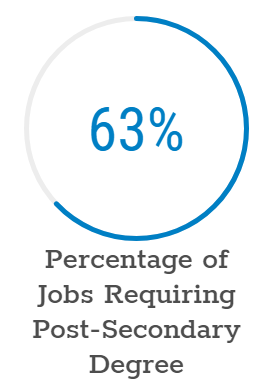 63%
Percentage of
Jobs Requiring
Post-Secondary
Degree